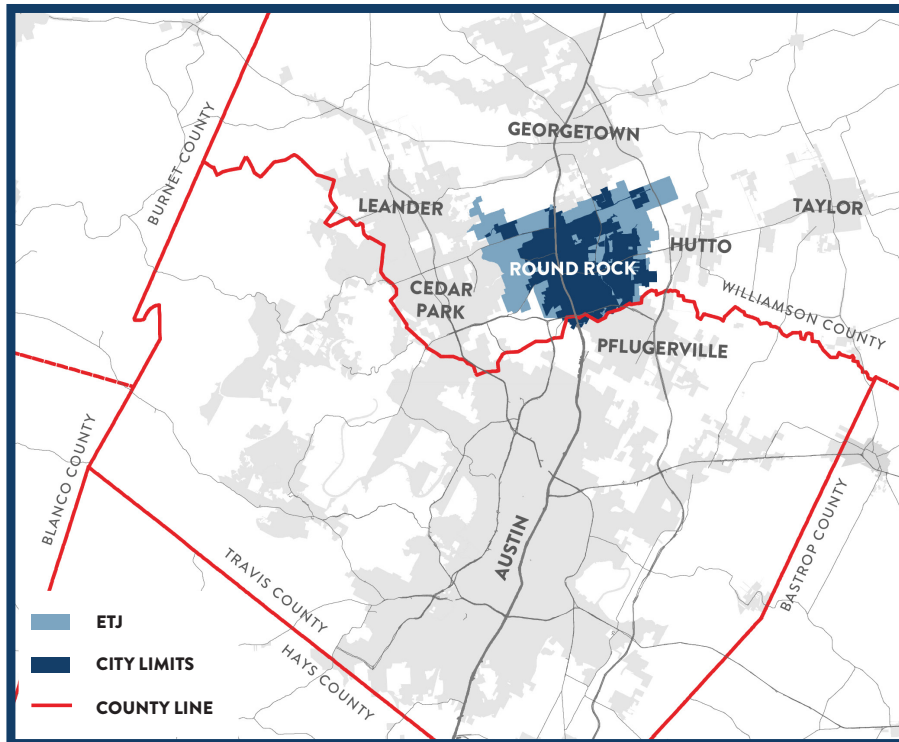 BURNET COUNTY
GEORGETOWN
LEANDER
TAYLOR
HUTTO
ROUND ROCK
CEDAR
PARK
WILLIAMSON COUNTY
PFLUGERVILLE
BLANCO COUNTY
AUSTIN
BASTROP COUNTY
TRAVIS COUNTY
HAYS COUNTY
ETJ
CITY LIMITS
COUNTY LINE